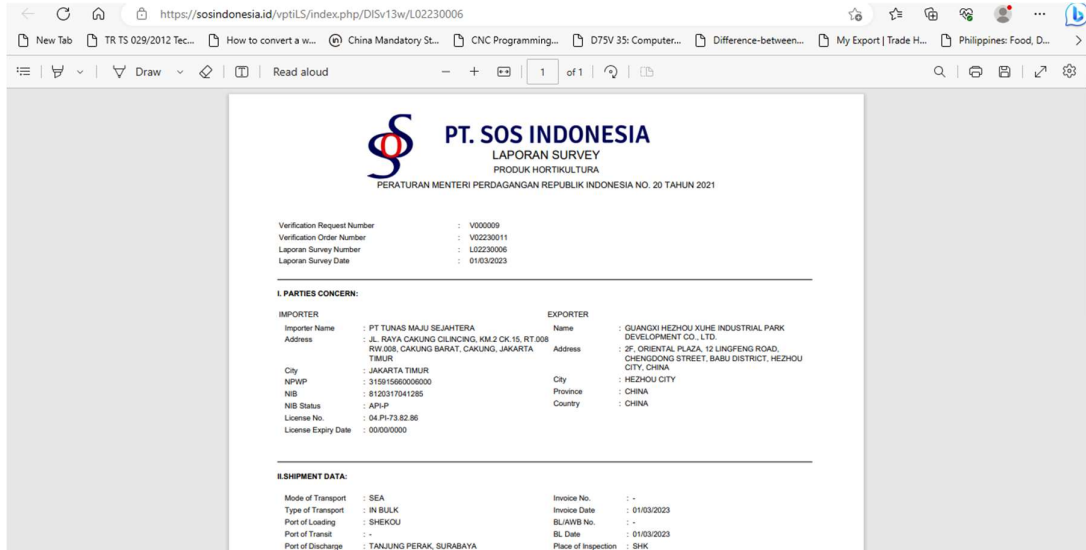 https://sosindonesia.id/vptiLS/index.php/DISv13w/L02230006
New Tab TR TS 029/2012 Tec... How to convert a w... China Mandatory St... CNC Programming... D75V 35: Computer... Difference-between... My Export | Trade H... Philippines: Food, D...
Draw Read aloud 1 of 1
SOS
PT. SOS INDONESIA
LAPORAN SURVEY
PRODUK HORTIKULTURA
PERATURAN MENTERI PERDAGANGAN REPUBLIK INDONESIA NO. 20 TAHUN 2021
Verification Request Number : V000009
Verification Order Number : V02230011
Laporan Survey Number : L02230006
Laporan Survey Date : 01/03/2023
I. PARTIES CONCERN:
IMPORTER
Importer Name : PT TUNAS MAJU SEJAHTERA
Address : JL. RAYA CAKUNG CILINCING, KM.2 CK.15, RT.008
RW.008, CAKUNG BARAT, CAKUNG, JAKARTA
TIMUR
City : JAKARTA TIMUR
NPWP : 315915660006000
NIB : 8120317041285
NIB Status : API-P
License No. : 04.PI-73.82.86
License Expiry Date : 00/00/0000
EXPORTER
Name : GUANGXI HEZHOU XUHE INDUSTRIAL PARK
DEVELOPMENT CO., LTD.
Address : 2F, ORIENTAL PLAZA, 12 LINGFENG ROAD,
CHENGDONG STREET, BABU DISTRICT, HEZHOU
CITY, CHINA
City : HEZHOU CITY
Province : CHINA
Country : CHINA
II.SHIPMENT DATA:
Mode of Transport : SEA
Type of Transport : IN BULK
Port of Loading : SHEKOU
Port of Transit : -
Port of Discharge : TANJUNG PERAK, SURABAYA
Invoice No. : -
Invoice Date : 01/03/2023
BL/AWB No. : -
BL Date : 01/03/2023
Place of Inspection : SHK